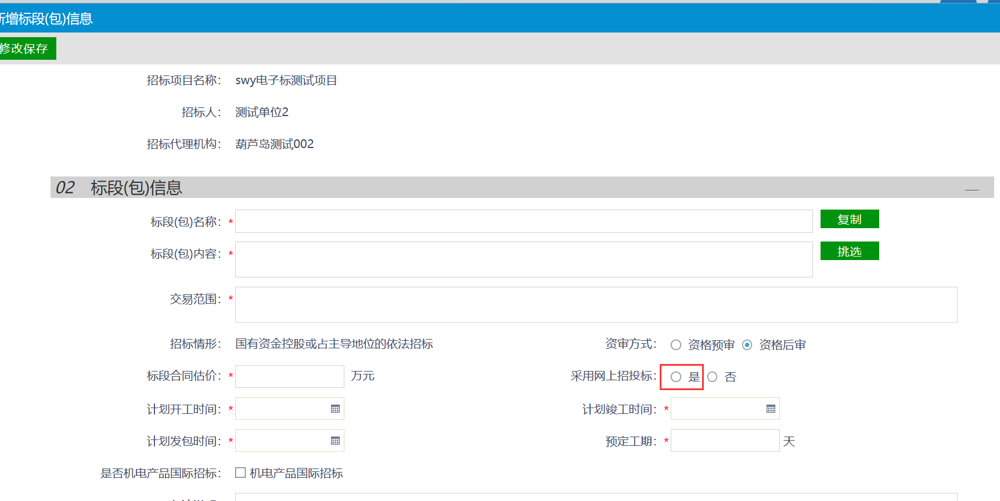 新增标段(包)信息
修改保存
招标项目名称： swy电子标测试项目
招标人： 测试单位2
招标代理机构： 葫芦岛测试002
02 标段(包)信息
标段(包)名称：* 复制
标段(包)内容：* 挑选
交易范围：*
招标情形： 国有资金控股或占主导地位的依法招标 资审方式： 资格预审 资格后审
标段合同估价：* 万元 采用网上招投标： 是 否
计划开工时间：* 计划竣工时间：*
计划发包时间：* 预定工期：* 天
是否机电产品国际招标： 机电产品国际招标